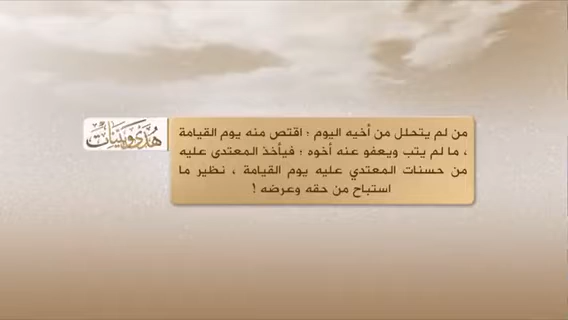 من لم يتحلل من أخيه اليوم ؛ اقتص منه يوم القيامة
، ما لم يتب ويعفو عنه أخوه ؛ فيأخذ المعتدى عليه
من حسنات المعتدي عليه يوم القيامة ، نظير ما
استباح من حقه وعرضه !
هدى وبينات